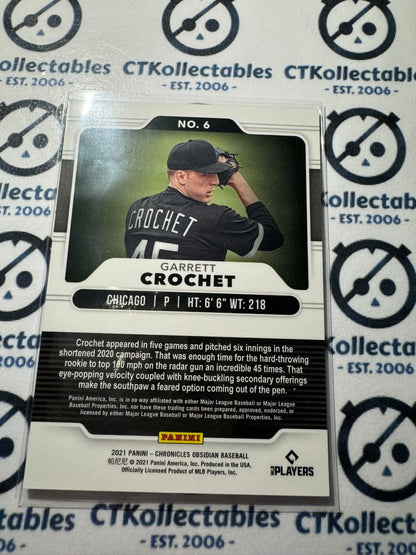 CTKollectables
CTKollectables
- EST. 2006 -
- EST. 2006 -
NO. 6
CROCHET
45
GARRETT
CROCHET
CHICAGO | P | HT: 6' 6" WT: 218
Crochet appeared in five games and pitched six innings in the
shortened 2020 campaign. That was enough time for the hard-throwing
rookie to top 100 mph on the radar gun an incredible 45 times. That
eye-popping velocity coupled with knee-buckling secondary offerings
make the southpaw a feared option coming out of the pen.
Panini America, Inc. is in no way affiliated with either Major League Baseball or Major League
Baseball Properties, Inc., nor have these trading cards been prepared, approved, endorsed, or
licensed by either Major League Baseball or Major League
Baseball Properties, Inc.
PANINI
2021 PANINI – CHRONICLES OBSIDIAN BASEBALL
帕尼尼 © 2021 Panini America, Inc. Produced in the USA.
Officially Licensed Product of MLB Players, Inc.
MLB PLAYERS
CTKollectables
- EST. 2006 -